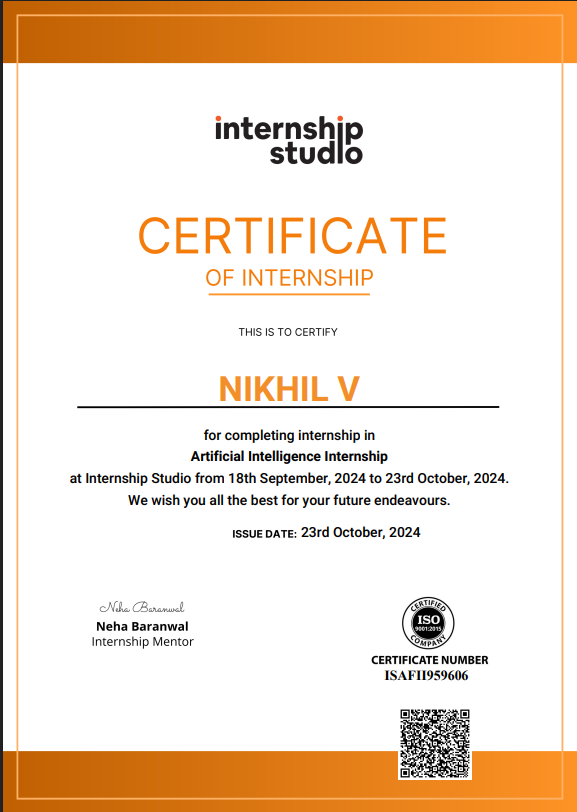 internship
studio
CERTIFICATE
OF INTERNSHIP
THIS IS TO CERTIFY
NIKHIL V
for completing internship in
Artificial Intelligence Internship
at Internship Studio from 18th September, 2024 to 23rd October, 2024.
We wish you all the best for your future endeavours.
ISSUE DATE: 23rd October, 2024
Neha Baranwal
Neha Baranwal
Internship Mentor
CERTIFIED
ISO
9001:2015
COMPANY
CERTIFICATE NUMBER
ISAFII959606